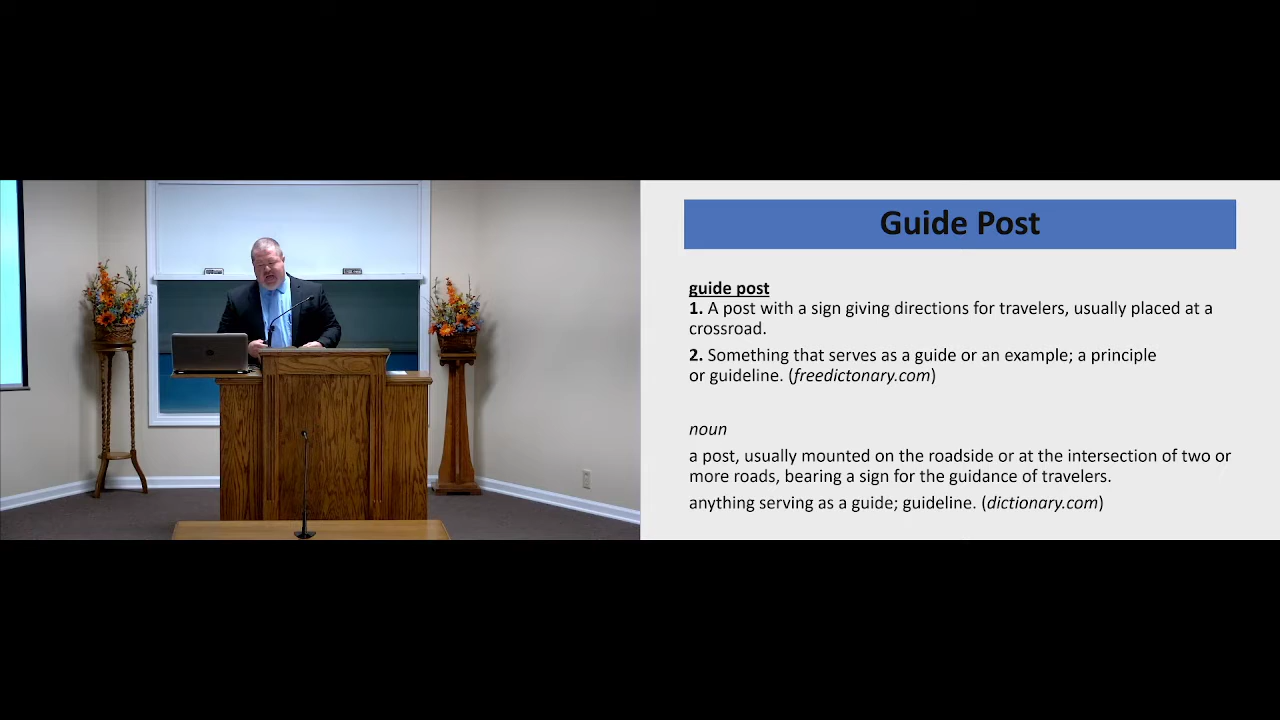 Guide Post
guide post
1. A post with a sign giving directions for travelers, usually placed at a
crossroad.
2. Something that serves as a guide or an example; a principle
or guideline. (freedictonary.com)
noun
a post, usually mounted on the roadside or at the intersection of two or
more roads, bearing a sign for the guidance of travelers.
anything serving as a guide; guideline. (dictionary.com)